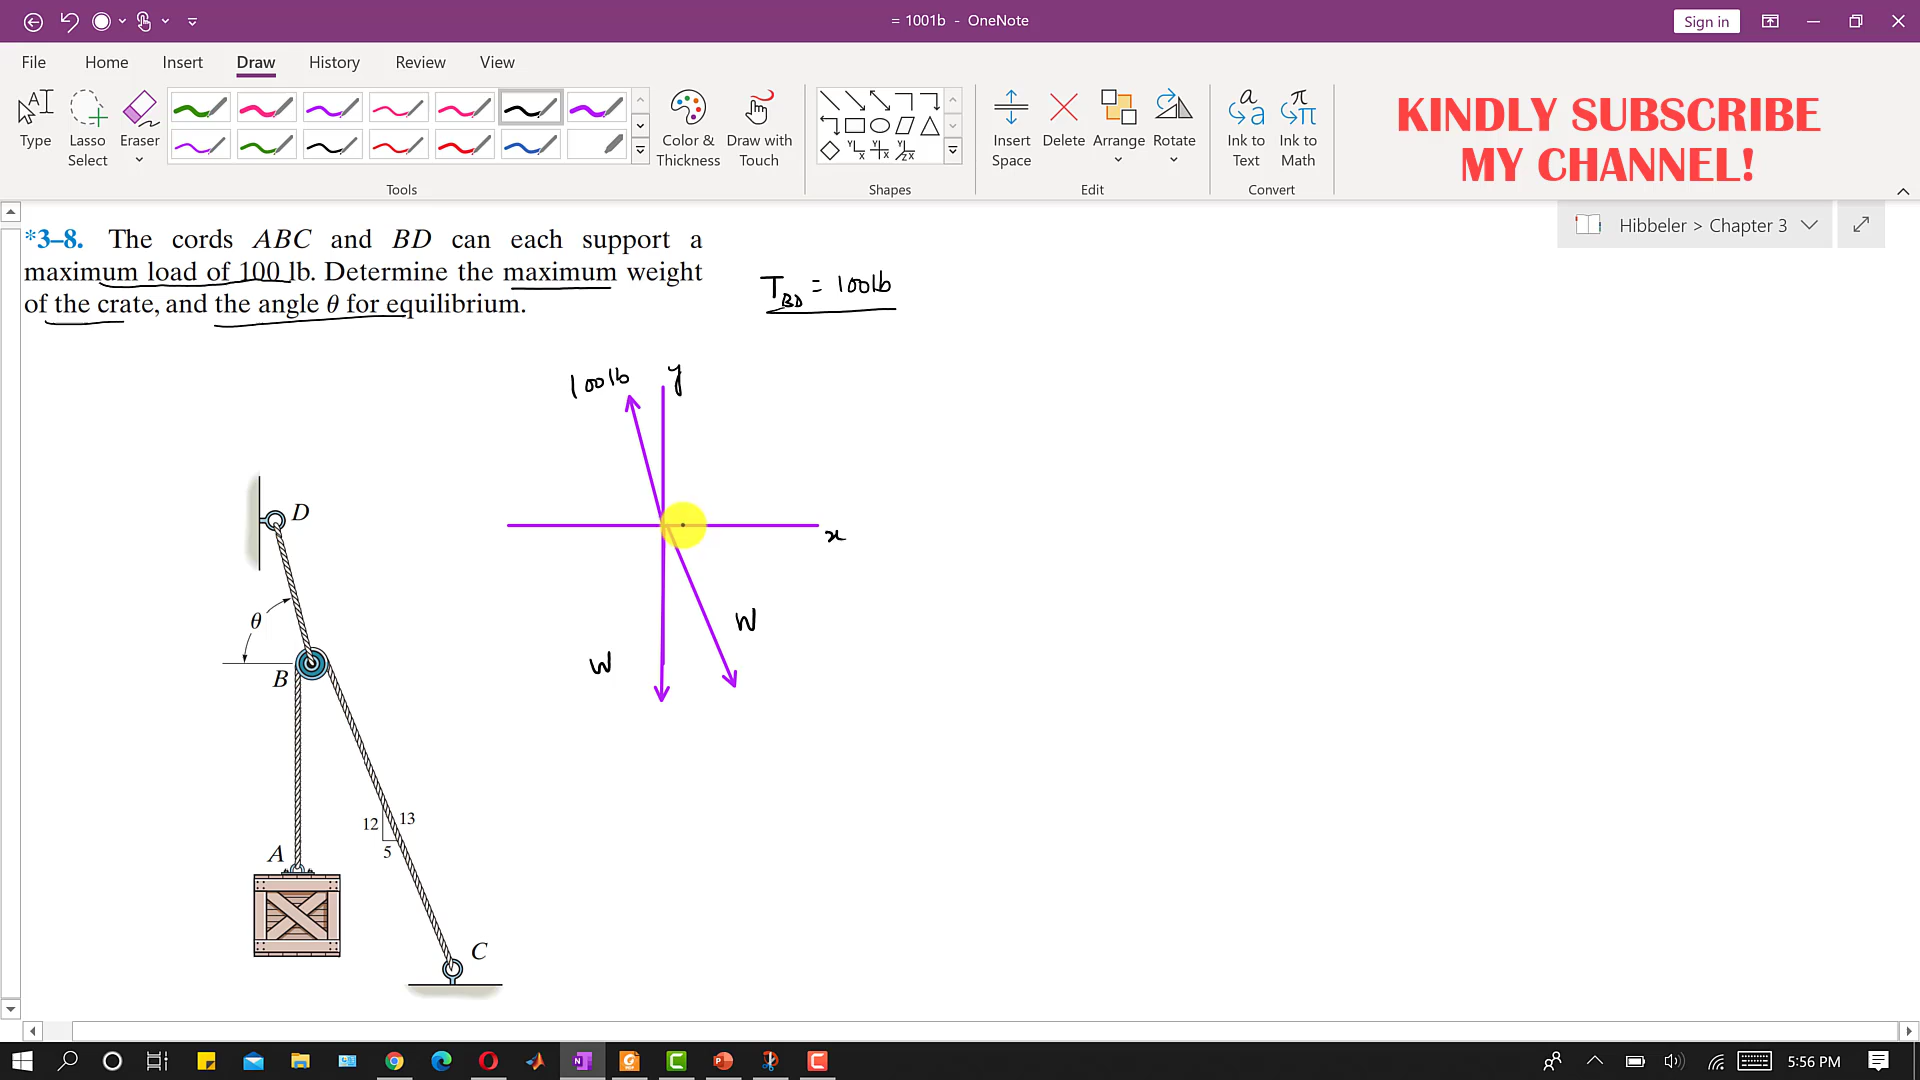 = 1001b - OneNote
Sign in
File Home Insert Draw History Review View
Type
Lasso Select
Eraser
Color & Thickness
Draw with Touch
Insert Space
Delete
Arrange
Rotate
Ink to Text
Ink to Math
Tools
Shapes
Edit
Convert
KINDLY SUBSCRIBE
MY CHANNEL!
Hibbeler > Chapter 3
*3–8. The cords ABC and BD can each support a
maximum load of 100 lb. Determine the maximum weight
of the crate, and the angle θ for equilibrium.
T_BD = 100lb
100lb
y
x
W
W
D
θ
B
12
13
5
A
C
5:56 PM